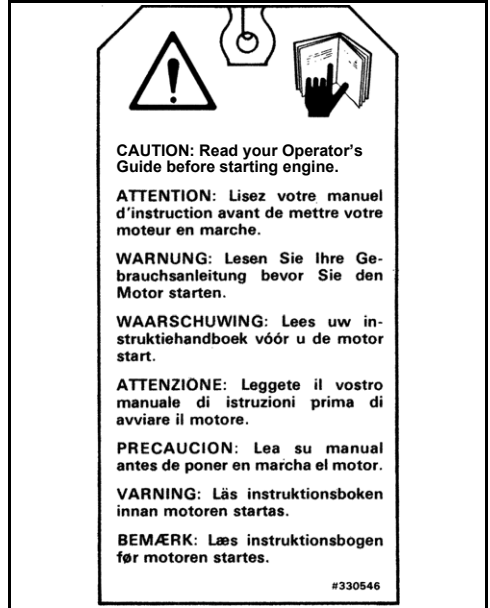 CAUTION: Read your Operator's
Guide before starting engine.
ATTENTION: Lisez votre manuel
d'instruction avant de mettre votre
moteur en marche.
WARNUNG: Lesen Sie Ihre Ge-
brauchsanleitung bevor Sie den
Motor starten.
WAARSCHUWING: Lees uw in-
struktiehandboek vóór u de motor
start.
ATTENZIONE: Leggete il vostro
manuale di istruzioni prima di
avviare il motore.
PRECAUCION: Lea su manual
antes de poner en marcha el motor.
VARNING: Läs instruktionsboken
innan motoren startas.
BEMÆRK: Læs instruktionsbogen
før motoren startes.
#330546